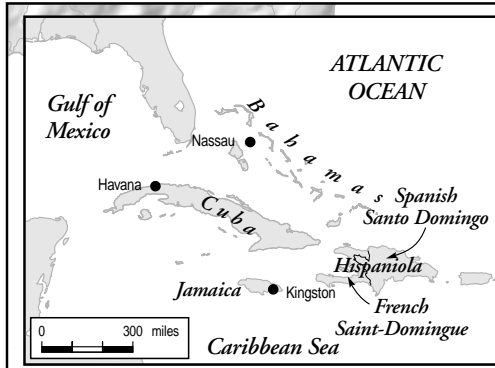 ATLANTIC
OCEAN
Gulf of
Mexico
Bahamas
Nassau
Havana
Cuba
Spanish
Santo Domingo
Hispaniola
Jamaica
Kingston
French
Saint-Domingue
0 300 miles
Caribbean Sea